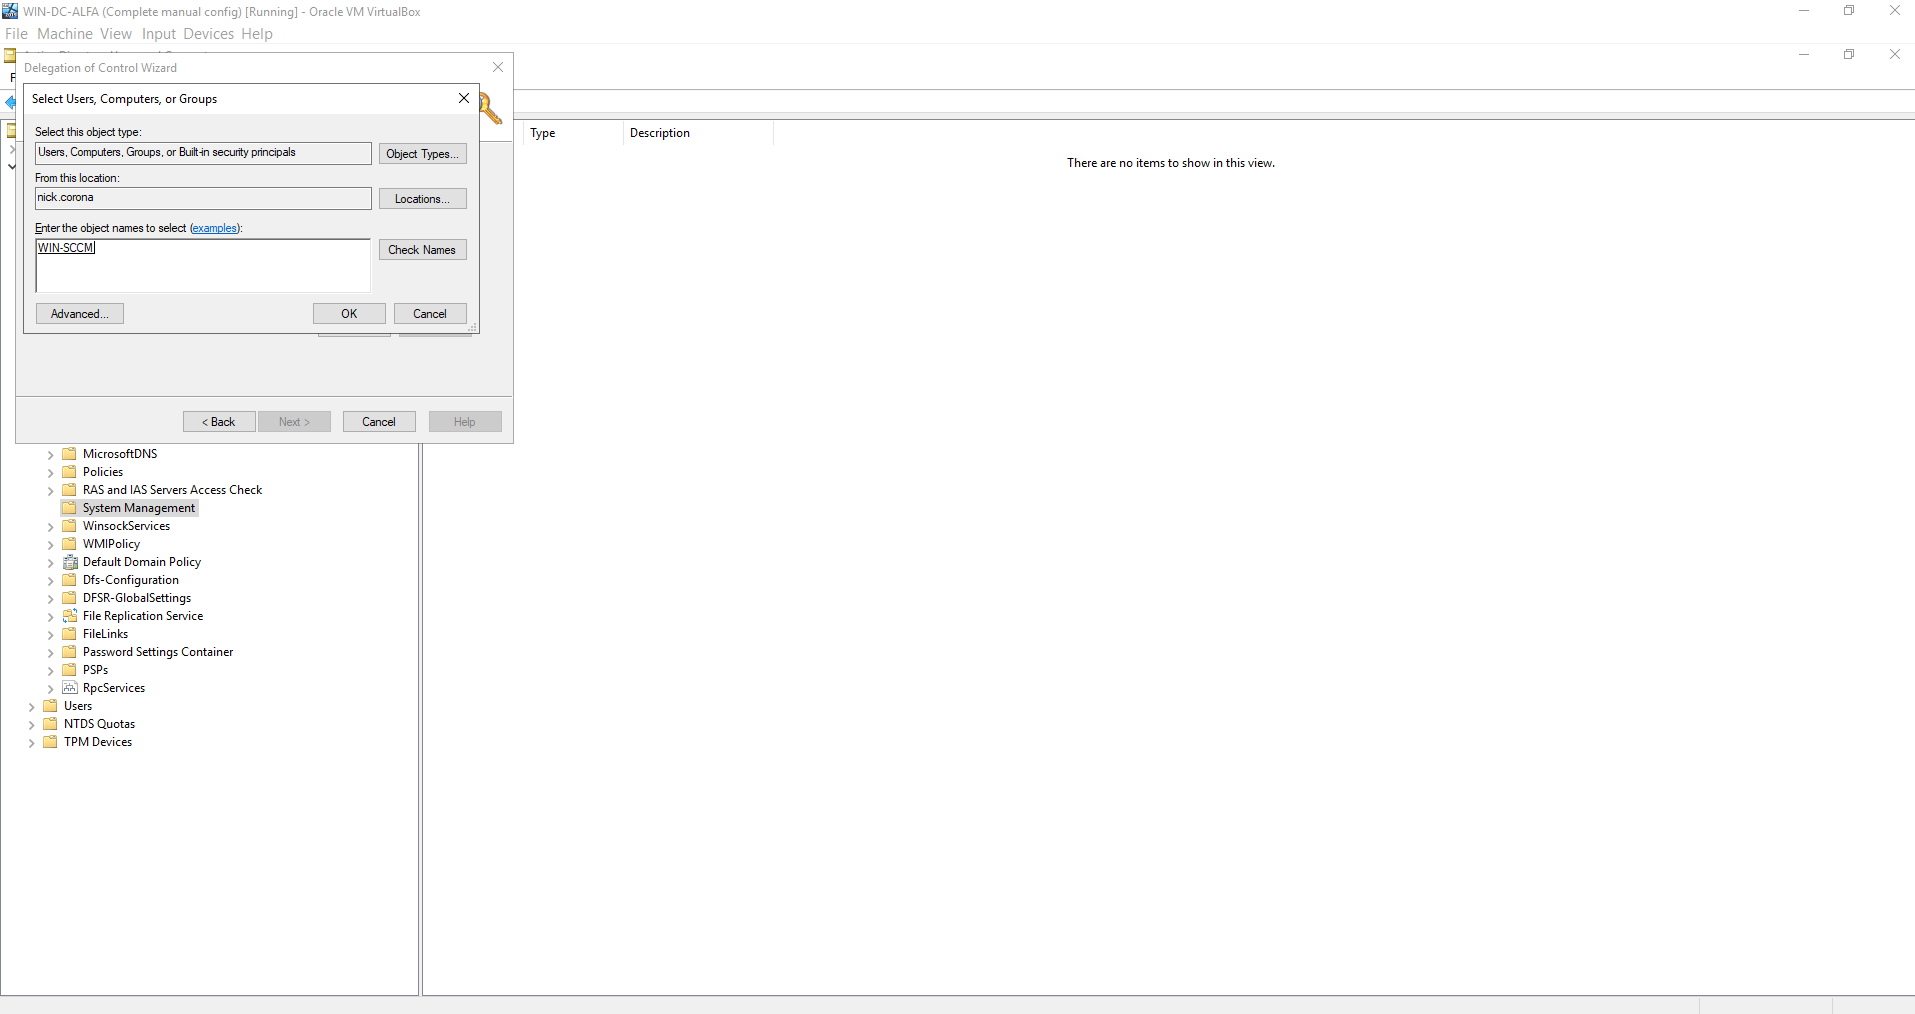 WIN-DC-ALFA (Complete manual config) [Running] - Oracle VM VirtualBox
File Machine View Input Devices Help
Delegation of Control Wizard
Select Users, Computers, or Groups
Select this object type:
Users, Computers, Groups, or Built-in security principals
Object Types...
From this location:
nick.corona
Locations...
Enter the object names to select (examples):
WIN-SCCM
Check Names
Advanced...
OK
Cancel
< Back
Next >
Cancel
Help
Type
Description
There are no items to show in this view.
MicrosoftDNS
Policies
RAS and IAS Servers Access Check
System Management
WinsockServices
WMIPolicy
Default Domain Policy
Dfs-Configuration
DFSR-GlobalSettings
File Replication Service
FileLinks
Password Settings Container
PSPs
RpcServices
Users
NTDS Quotas
TPM Devices